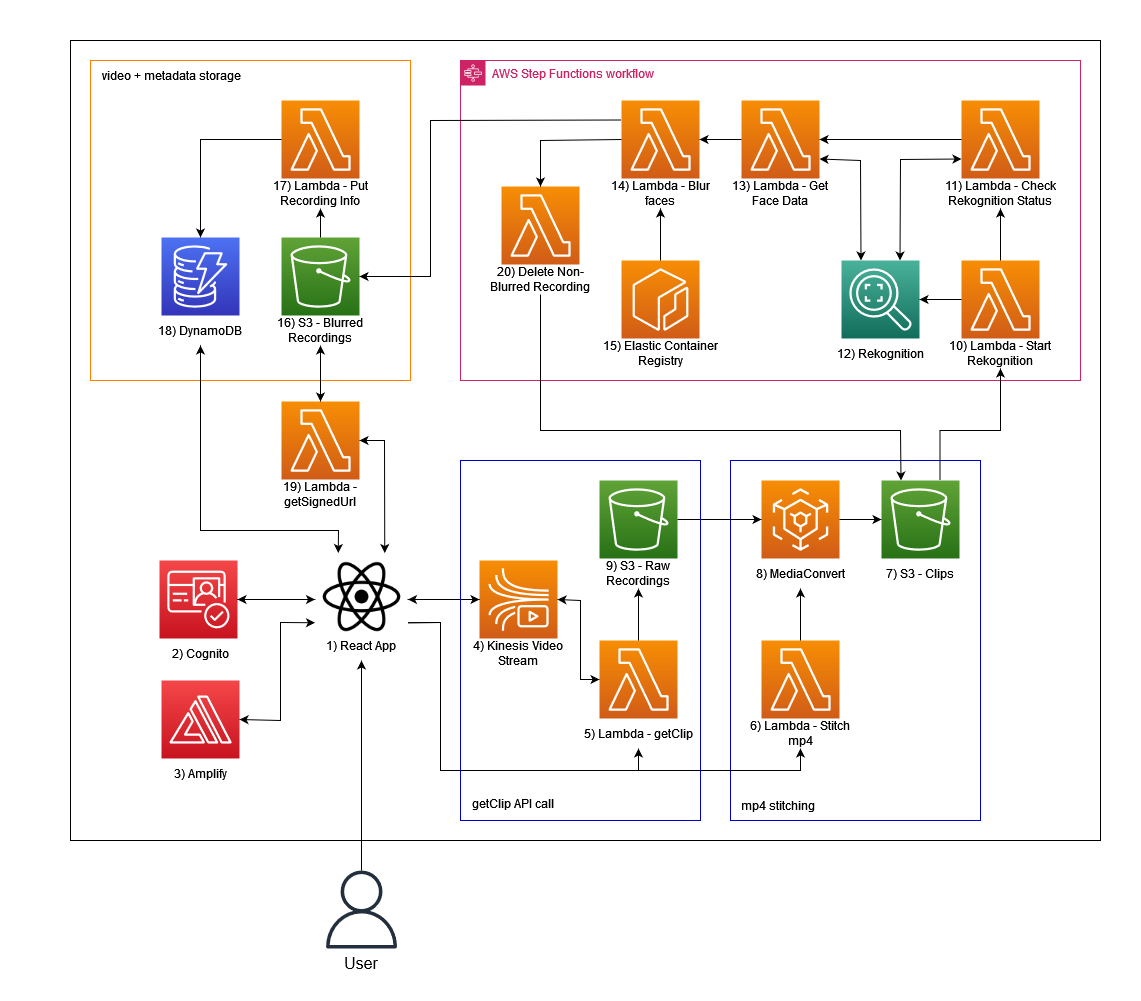 video + metadata storage
AWS Step Functions workflow
17) Lambda - Put
Recording Info
14) Lambda - Blur
faces
13) Lambda - Get
Face Data
11) Lambda - Check
Rekognition Status
20) Delete Non-
Blurred Recording
18) DynamoDB
16) S3 - Blurred
Recordings
15) Elastic Container
Registry
12) Rekognition
10) Lambda - Start
Rekognition
19) Lambda -
getSignedUrl
9) S3 - Raw
Recordings
8) MediaConvert
7) S3 - Clips
2) Cognito
1) React App
4) Kinesis Video
Stream
5) Lambda - getClip
6) Lambda - Stitch
mp4
3) Amplify
getClip API call
mp4 stitching
User